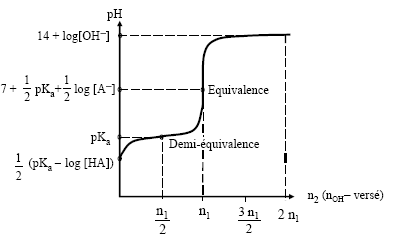 pH
14 + log[OH⁻]
7 + 1/2 pKₐ+1/2 log [A⁻]
Equivalence
pKₐ
Demi-équivalence
1/2 (pKₐ – log [HA])
n₁/2 n₁ 3 n₁/2 2 n₁
n₂ (n_OH⁻ versé)